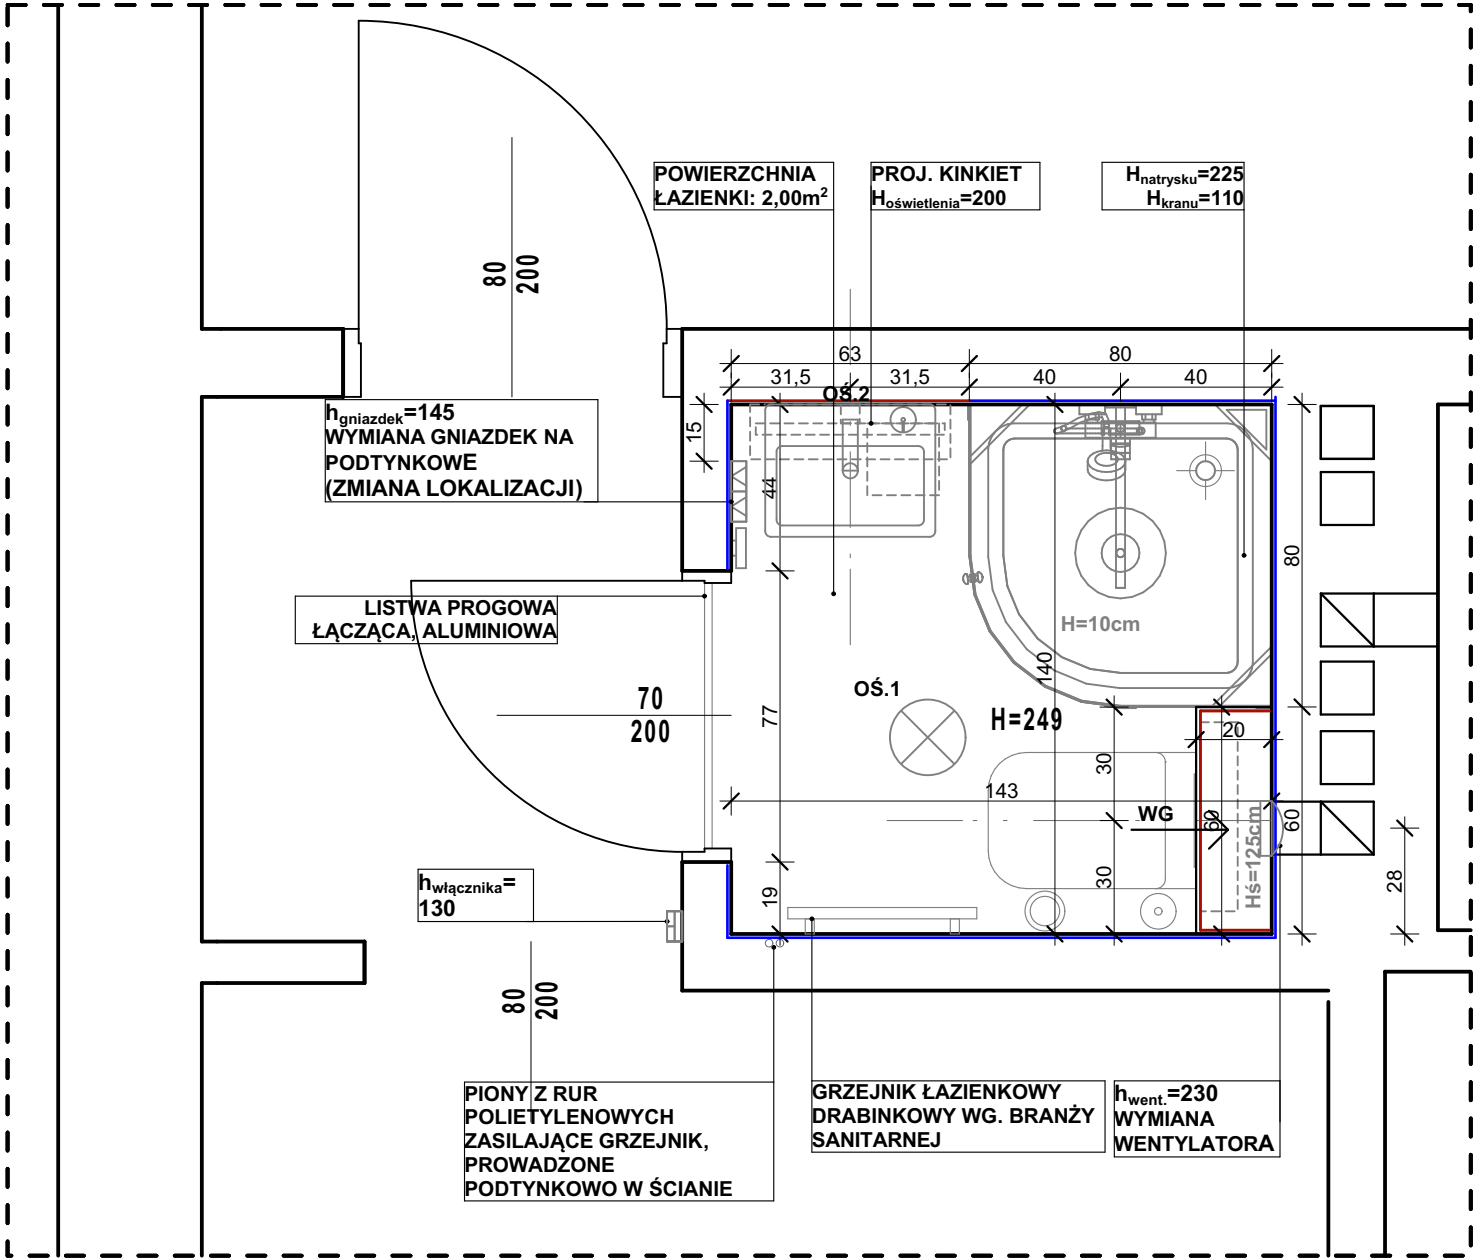 POWIERZCHNIA
ŁAZIENKI: 2,00m²
PROJ. KINKIET
Hoświetlenia=200
Hnatrysku=225
Hkranu=110
80
200
63
80
31,5
31,5
40
40
OŚ.2
hgniazdek=145
WYMIANA GNIAZDEK NA
PODTYNKOWE
(ZMIANA LOKALIZACJI)
15
44
80
LISTWA PROGOWA
ŁĄCZĄCA, ALUMINIOWA
H=10cm
140
OŚ.1
70
200
77
H=249
20
30
143
WG
60
Hś=125cm
60
28
30
19
hwłącznika=
130
80
200
PIONY Z RUR
POLIETYLENOWYCH
ZASILAJĄCE GRZEJNIK,
PROWADZONE
PODTYNKOWO W ŚCIANIE
GRZEJNIK ŁAZIENKOWY
DRABINKOWY WG. BRANŻY
SANITARNEJ
hwent.=230
WYMIANA
WENTYLATORA